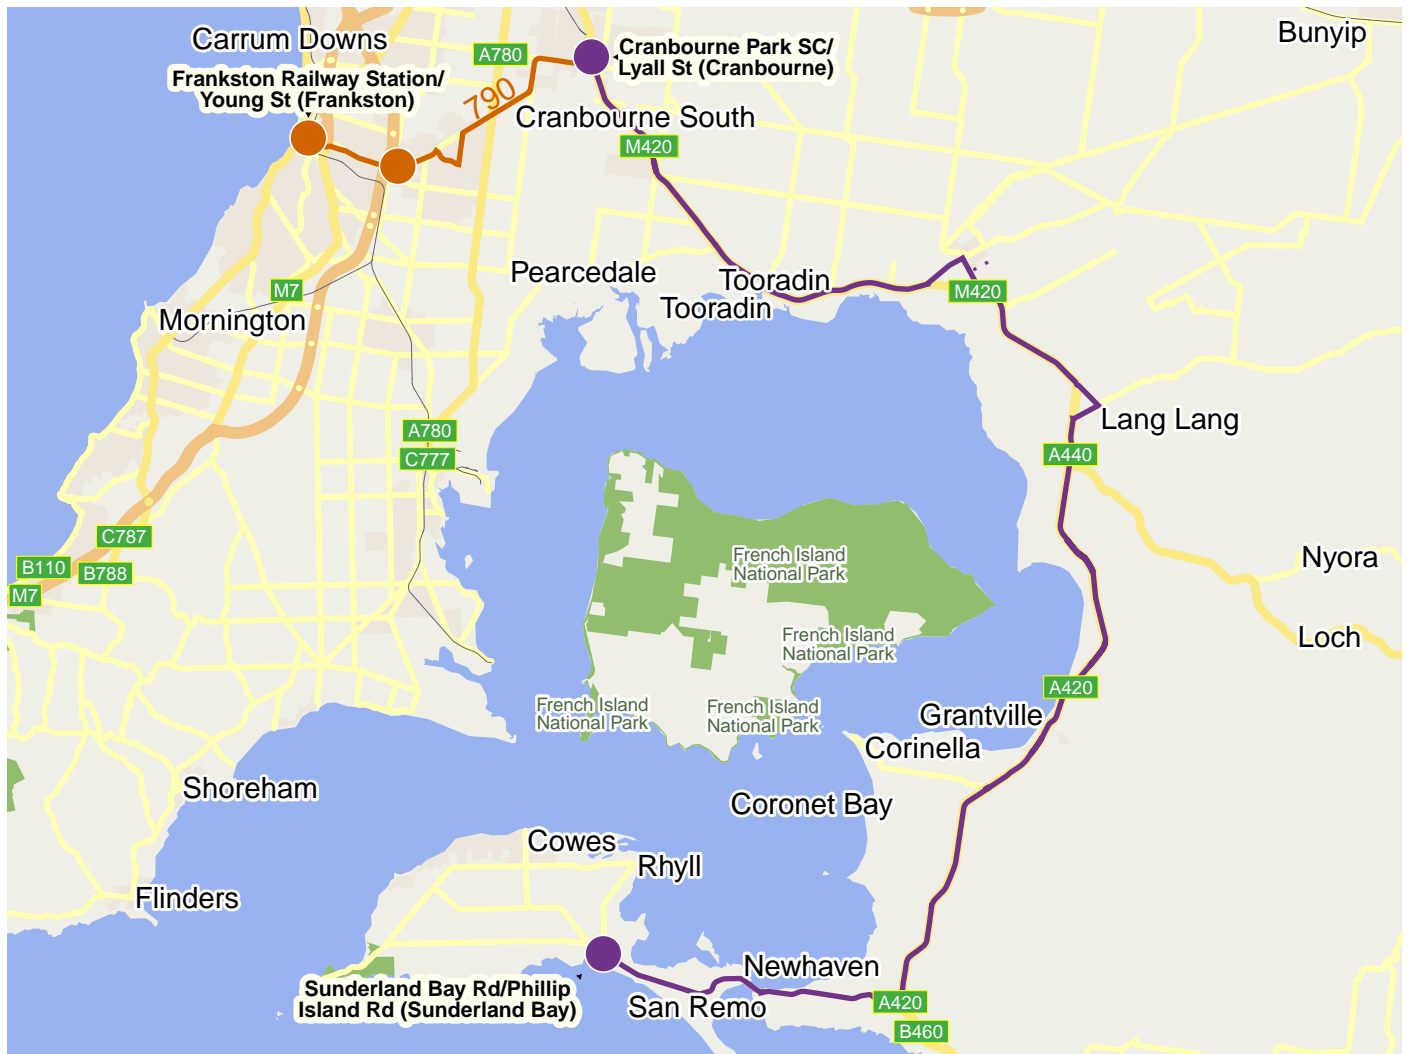 Carrum Downs
A780
Cranbourne Park SC/
Lyall St (Cranbourne)
Bunyip
Frankston Railway Station/
Young St (Frankston)
790
Cranbourne South
M420
Pearcedale
Tooradin
Tooradin
M7
M420
Mornington
Lang Lang
A780
C777
A440
C787
B110
B788
M7
French Island
National Park
Nyora
French Island
National Park
Loch
A420
French Island
National Park
French Island
National Park
Grantville
Corinella
Shoreham
Coronet Bay
Cowes
Rhyll
Flinders
Newhaven
Sunderland Bay Rd/Phillip
Island Rd (Sunderland Bay)
San Remo
A420
B460